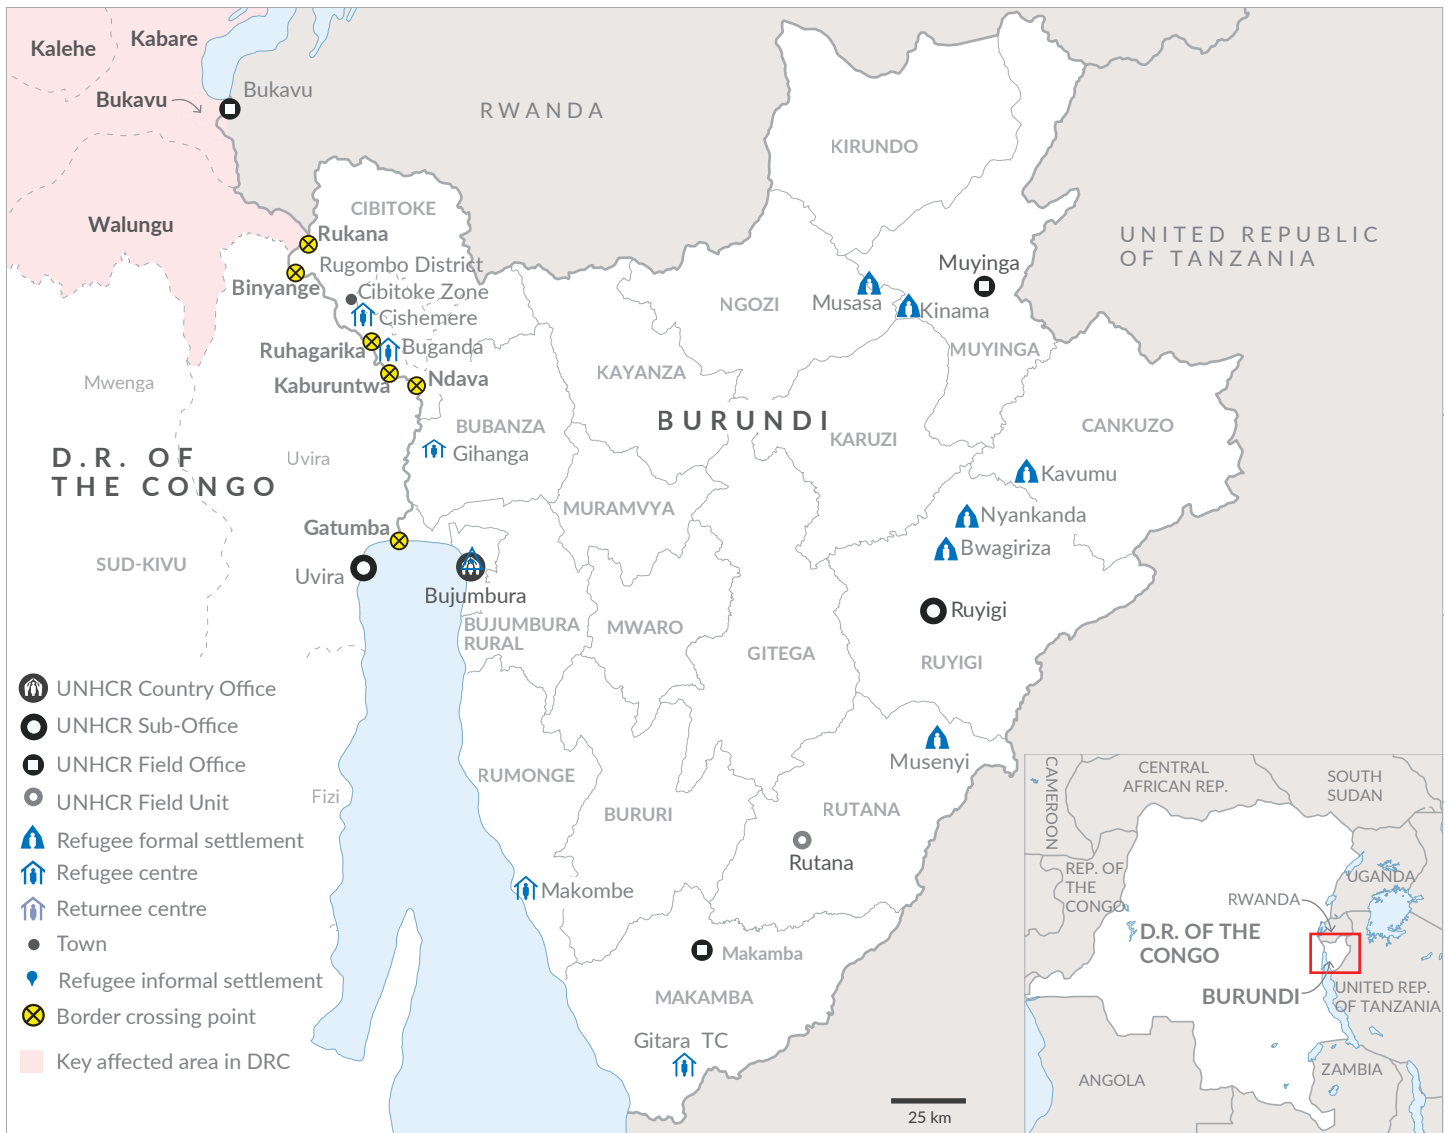 Kalehe
Kabare
Bukavu
Bukavu
RWANDA
KIRUNDO
Walungu
CIBITOKE
Rukana
UNITED REPUBLIC
OF TANZANIA
Rugombo District
Binyange
Cibitoke Zone
Cishemere
Muyinga
Musasa
Kinama
NGOZI
Ruhagarika
Buganda
MUYINGA
Mwenga
Kaburuntwa
Ndava
KAYANZA
BURUNDI
BUBANZA
KARUZI
CANKUZO
D.R. OF
THE CONGO
Uvira
Gihanga
Kavumu
MURAMVYA
Nyankanda
Gatumba
Bwagiriza
SUD-KIVU
Uvira
Bujumbura
Ruyigi
BUJUMBURA
RURAL
MWARO
GITEGA
RUYIGI
UNHCR Country Office
UNHCR Sub-Office
UNHCR Field Office
UNHCR Field Unit
Refugee formal settlement
Refugee centre
Returnee centre
Town
Refugee informal settlement
Border crossing point
Key affected area in DRC
Fizi
RUMONGE
BURURI
Musenyi
RUTANA
Rutana
Makombe
Makamba
MAKAMBA
Gitara TC
25 km
CAMEROON
CENTRAL
AFRICAN REP.
SOUTH
SUDAN
REP. OF
THE
CONGO
UGANDA
RWANDA
D.R. OF THE
CONGO
BURUNDI
UNITED REP.
OF TANZANIA
ANGOLA
ZAMBIA